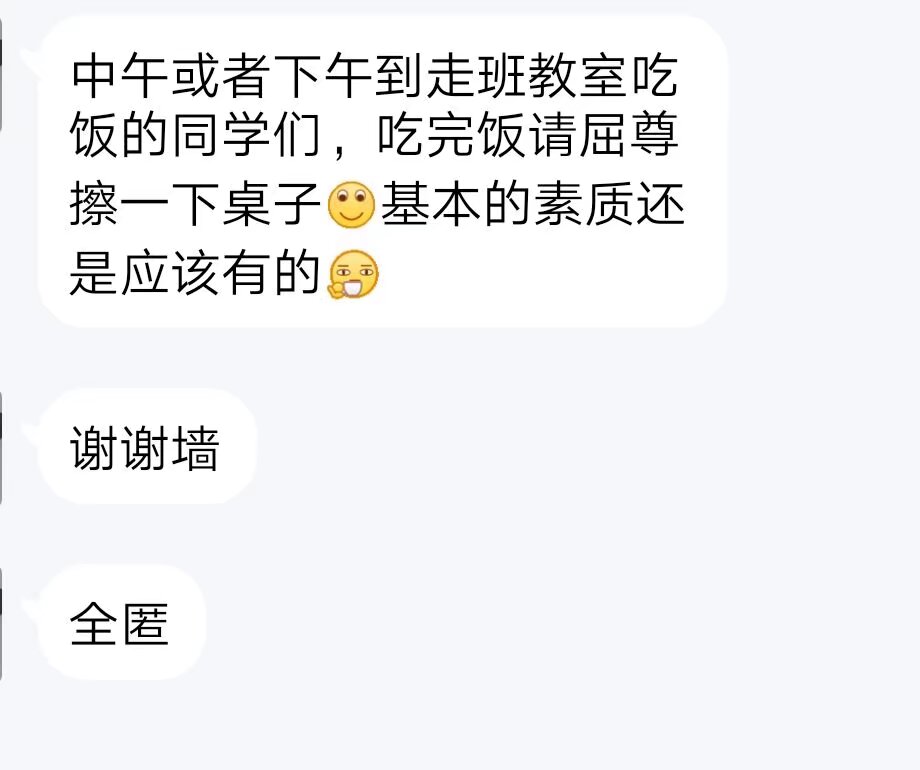 中午或者下午到走班教室吃
饭的同学们，吃完饭请屈尊
擦一下桌子基本的素质还
是应该有的
谢谢墙
全匿